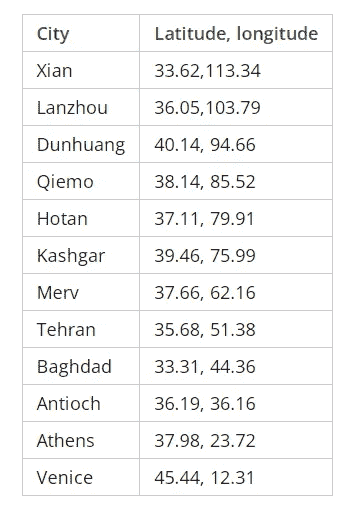 City Latitude, longitude
Xian 33.62,113.34
Lanzhou 36.05,103.79
Dunhuang 40.14, 94.66
Qiemo 38.14, 85.52
Hotan 37.11, 79.91
Kashgar 39.46, 75.99
Merv 37.66, 62.16
Tehran 35.68, 51.38
Baghdad 33.31, 44.36
Antioch 36.19, 36.16
Athens 37.98, 23.72
Venice 45.44, 12.31